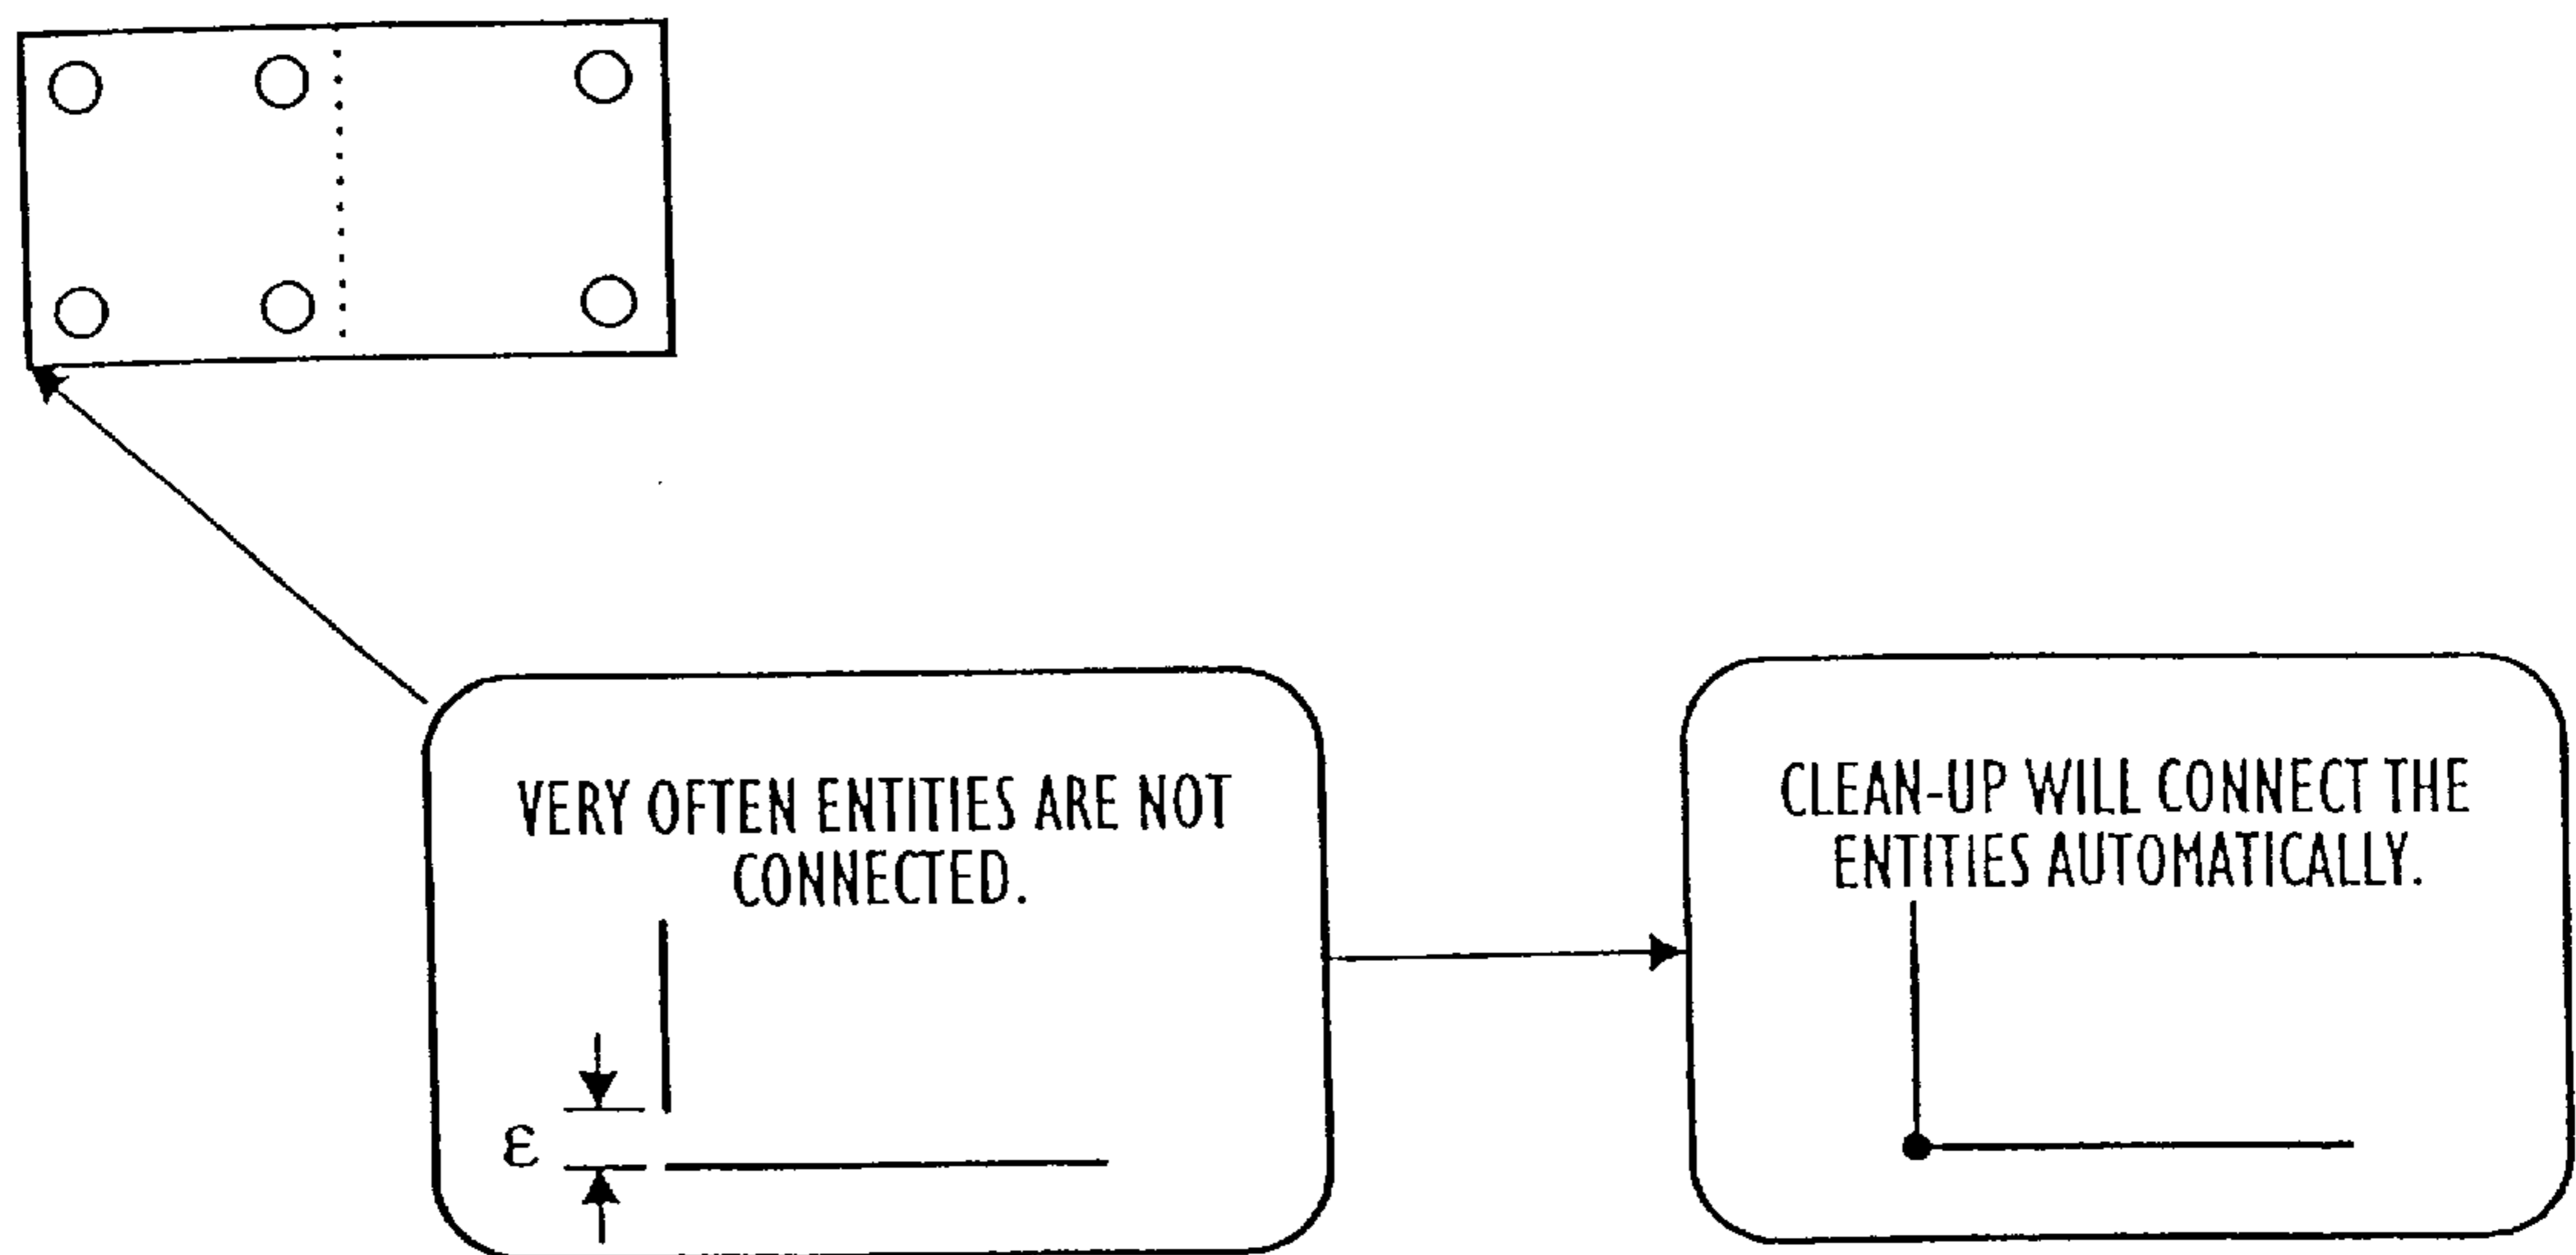 VERY OFTEN ENTITIES ARE NOT
CONNECTED.
ε
CLEAN-UP WILL CONNECT THE
ENTITIES AUTOMATICALLY.